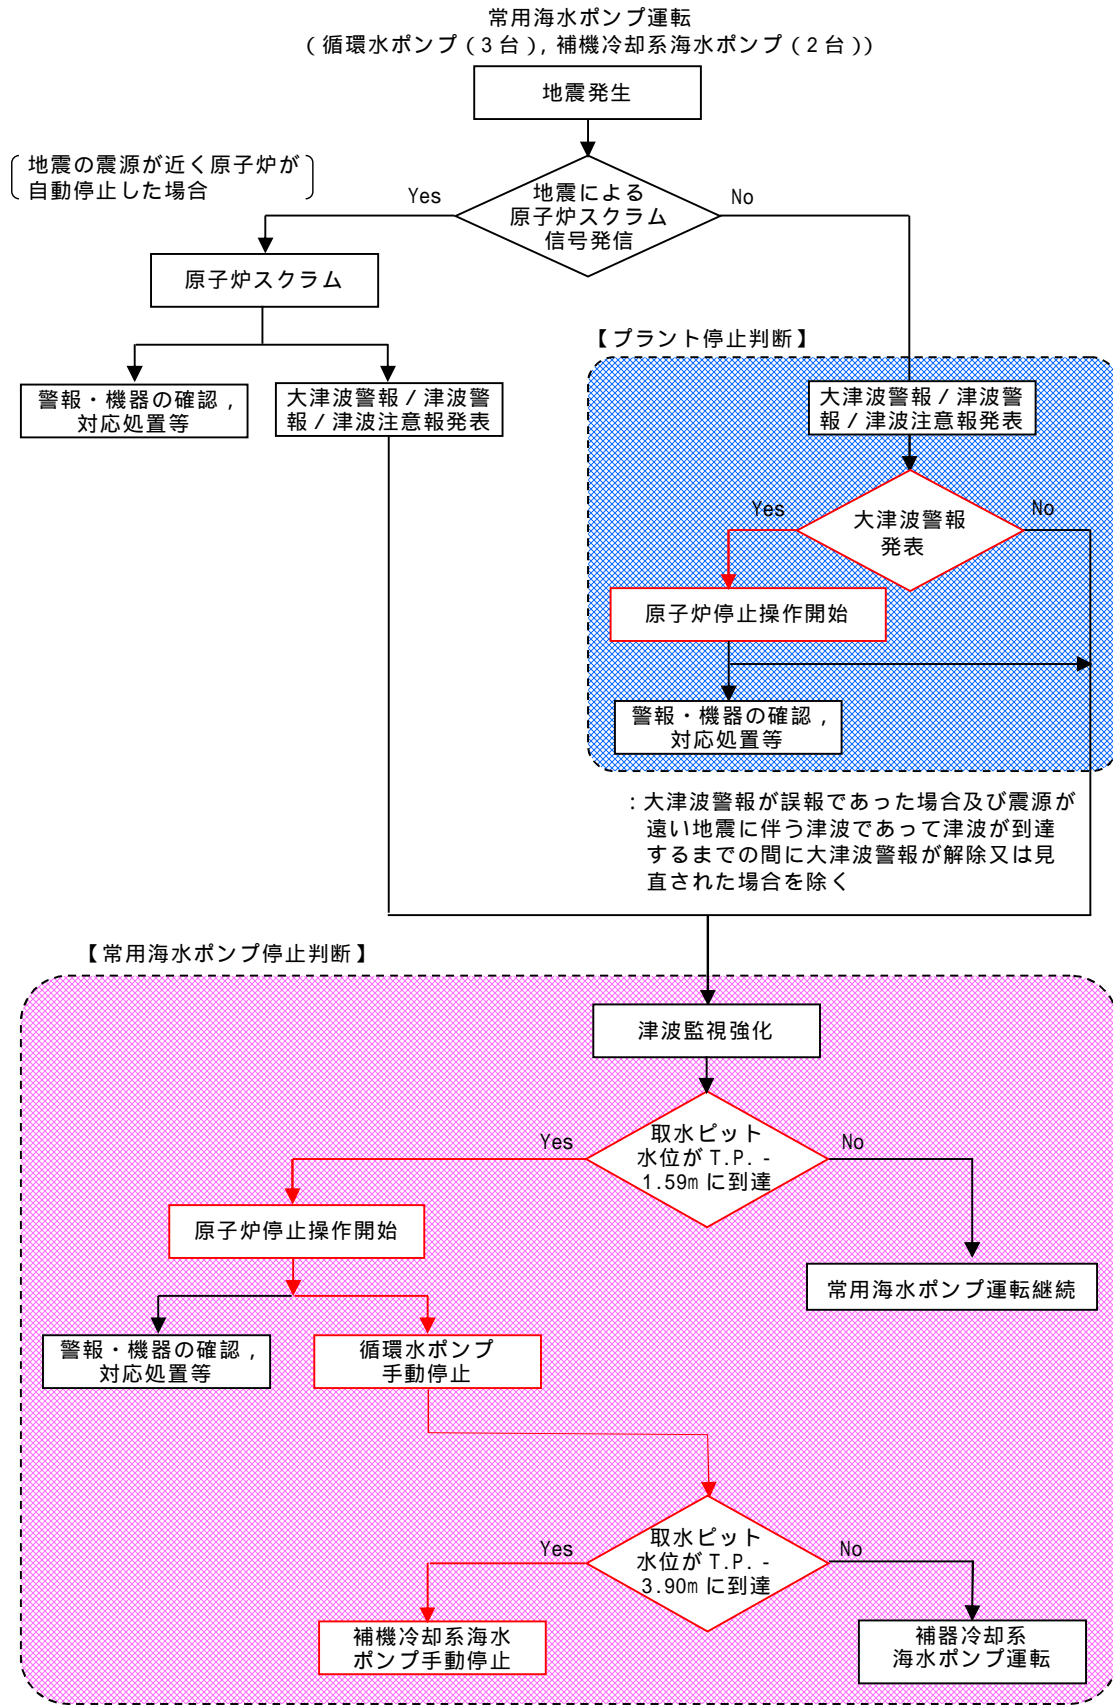 常用海水ポンプ運転
(循環水ポンプ(3台),補機冷却系海水ポンプ(2台))
地震発生
地震の震源が近く原子炉が
自動停止した場合
Yes
地震による
原子炉スクラム
信号発信
No
原子炉スクラム
【プラント停止判断】
警報・機器の確認,
対応処置等
大津波警報/津波警
報/津波注意報発表
大津波警報/津波警
報/津波注意報発表
Yes
大津波警報
発表
No
原子炉停止操作開始
警報・機器の確認,
対応処置等
:大津波警報が誤報であった場合及び震源が
遠い地震に伴う津波であって津波が到達
するまでの間に大津波警報が解除又は見
直された場合を除く
【常用海水ポンプ停止判断】
津波監視強化
Yes
取水ピット
水位がT.P.-
1.59mに到達
No
原子炉停止操作開始
常用海水ポンプ運転継続
警報・機器の確認,
対応処置等
循環水ポンプ
手動停止
Yes
取水ピット
水位がT.P.-
3.90mに到達
No
補機冷却系海水
ポンプ手動停止
補器冷却系
海水ポンプ運転